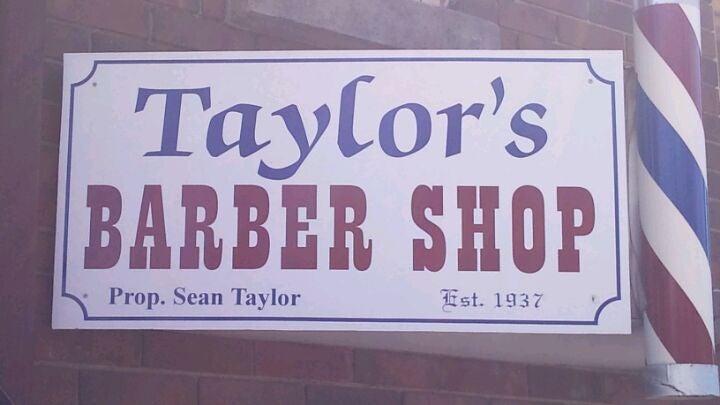 Taylor's
BARBER SHOP
Prop. Sean Taylor Est. 1937